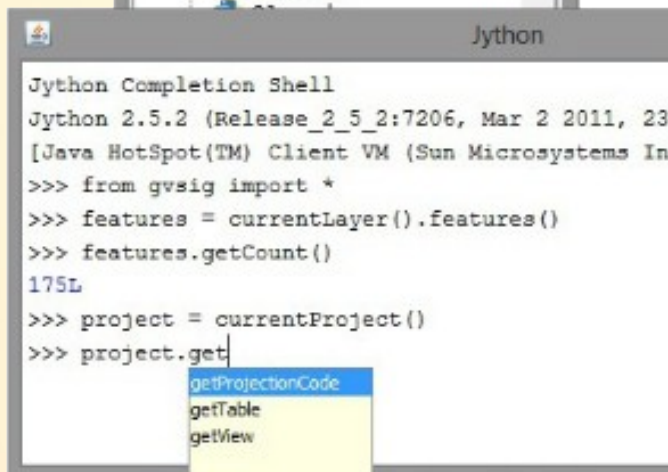 Jython
Jython Completion Shell
Jython 2.5.2 (Release_2_5_2:7206, Mar 2 2011, 23
[Java HotSpot(TM) Client VM (Sun Microsystems In
>>> from gvsig import *
>>> features = currentLayer().features()
>>> features.getCount()
175L
>>> project = currentProject()
>>> project.get
getProjectionCode
getTable
getView